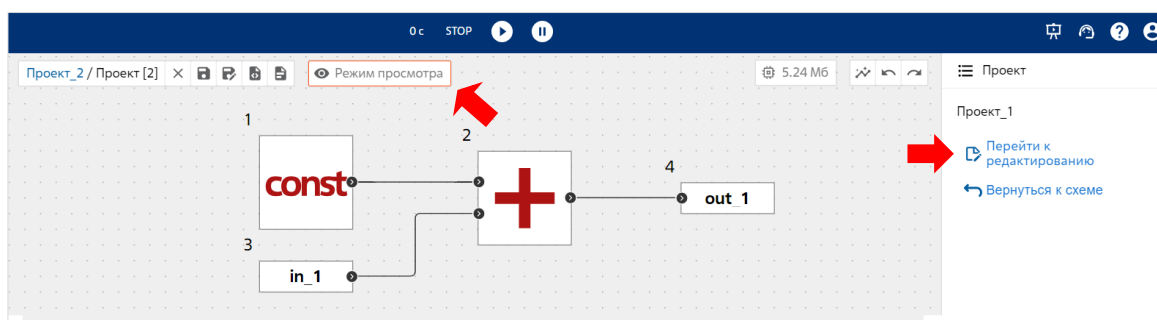 0 с STOP
Проект_2 / Проект [2]
Режим просмотра
5.24 Мб
Проект
Проект_1
Перейти к
редактированию
Вернуться к схеме
1
const
2
4
out_1
3
in_1